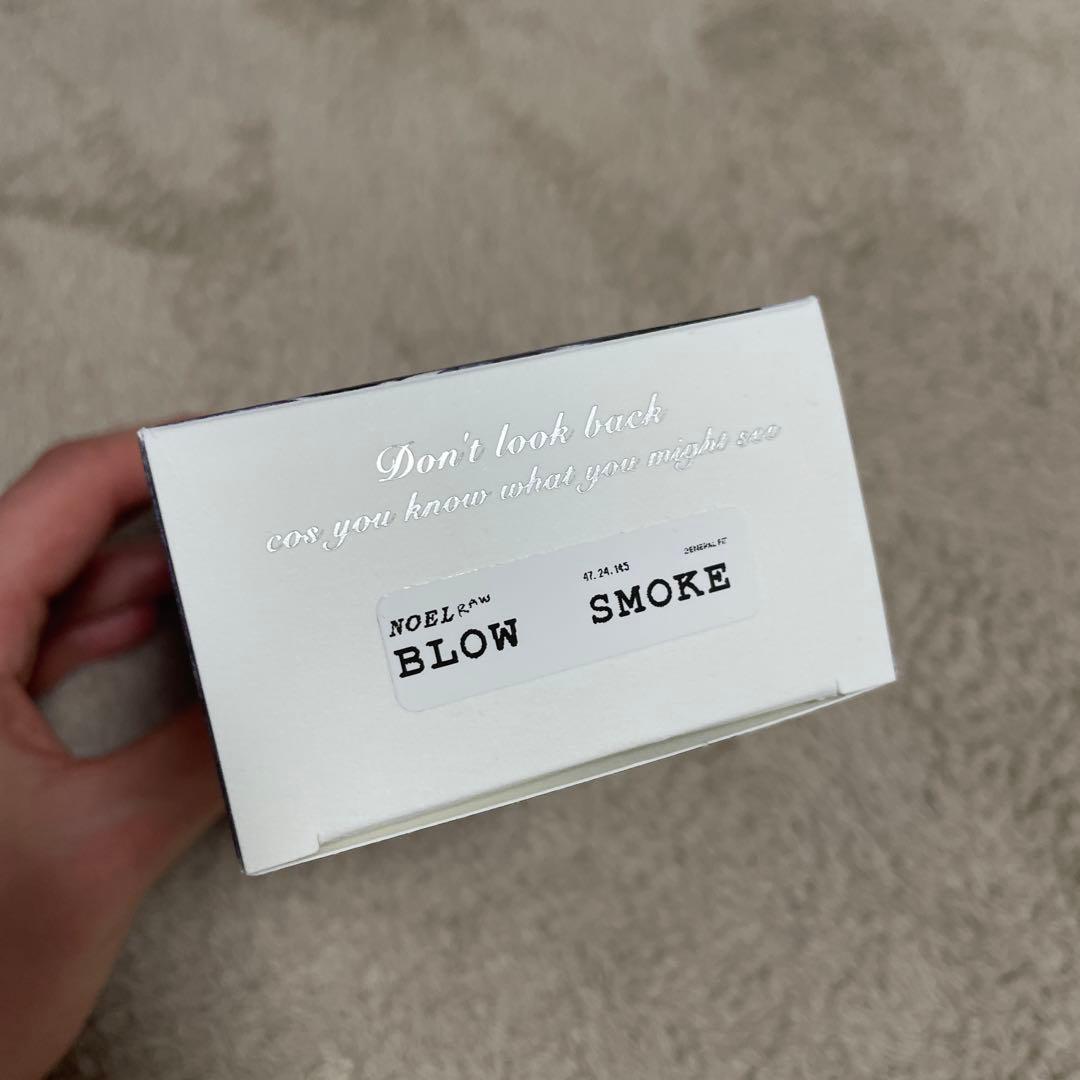 Don't look back
cos you know what you might see
NOEL RAW
47.24.145
GENERAL FIT
BLOW
SMOKE